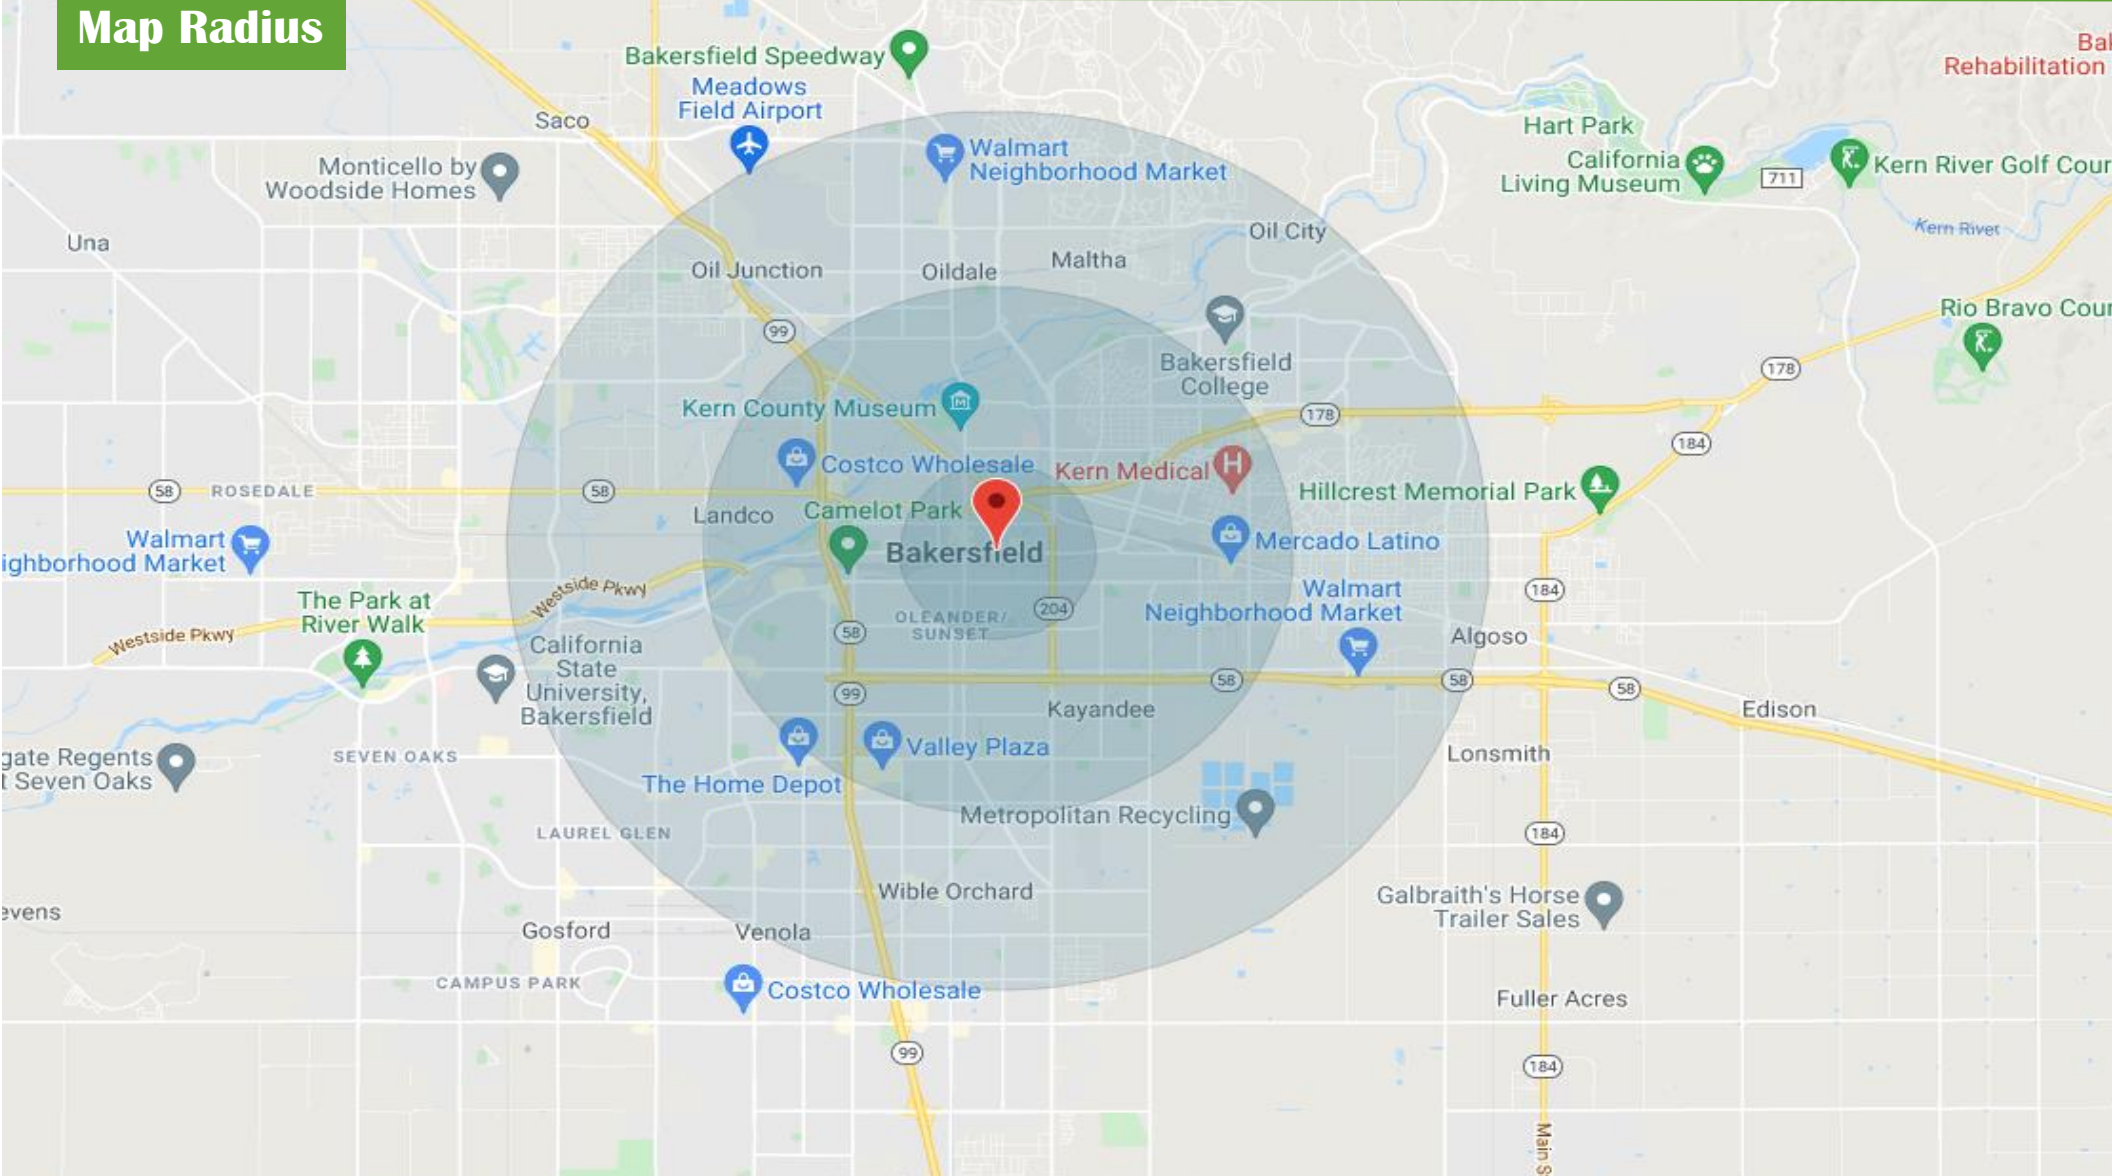 Map Radius
Bakersfield Speedway
Meadows
Field Airport
Saco
Walmart
Neighborhood Market
Monticello by
Woodside Homes
Una
Oil Junction
Oildale
Maltha
Oil City
Hart Park
California
Living Museum
711
Kern River Golf Cour
Kern River
Bak
Rehabilitation
Rio Bravo Cour
99
Bakersfield
College
178
178
184
Kern County Museum
Costco Wholesale
Kern Medical
Hillcrest Memorial Park
58
ROSEDALE
58
Landco
Camelot Park
Bakersfield
Mercado Latino
Walmart
ighborhood Market
Westside Pkwy
The Park at
River Walk
Westside Pkwy
OLEANDER/
SUNSET
204
58
Walmart
Neighborhood Market
184
Algoso
California
State
University,
Bakersfield
99
58
58
58
Kayandee
Edison
gate Regents
t Seven Oaks
SEVEN OAKS
The Home Depot
Valley Plaza
Lonsmith
Metropolitan Recycling
LAUREL GLEN
184
Wible Orchard
Galbraith's Horse
Trailer Sales
evens
Gosford
Venola
CAMPUS PARK
Costco Wholesale
Fuller Acres
99
184
Main S